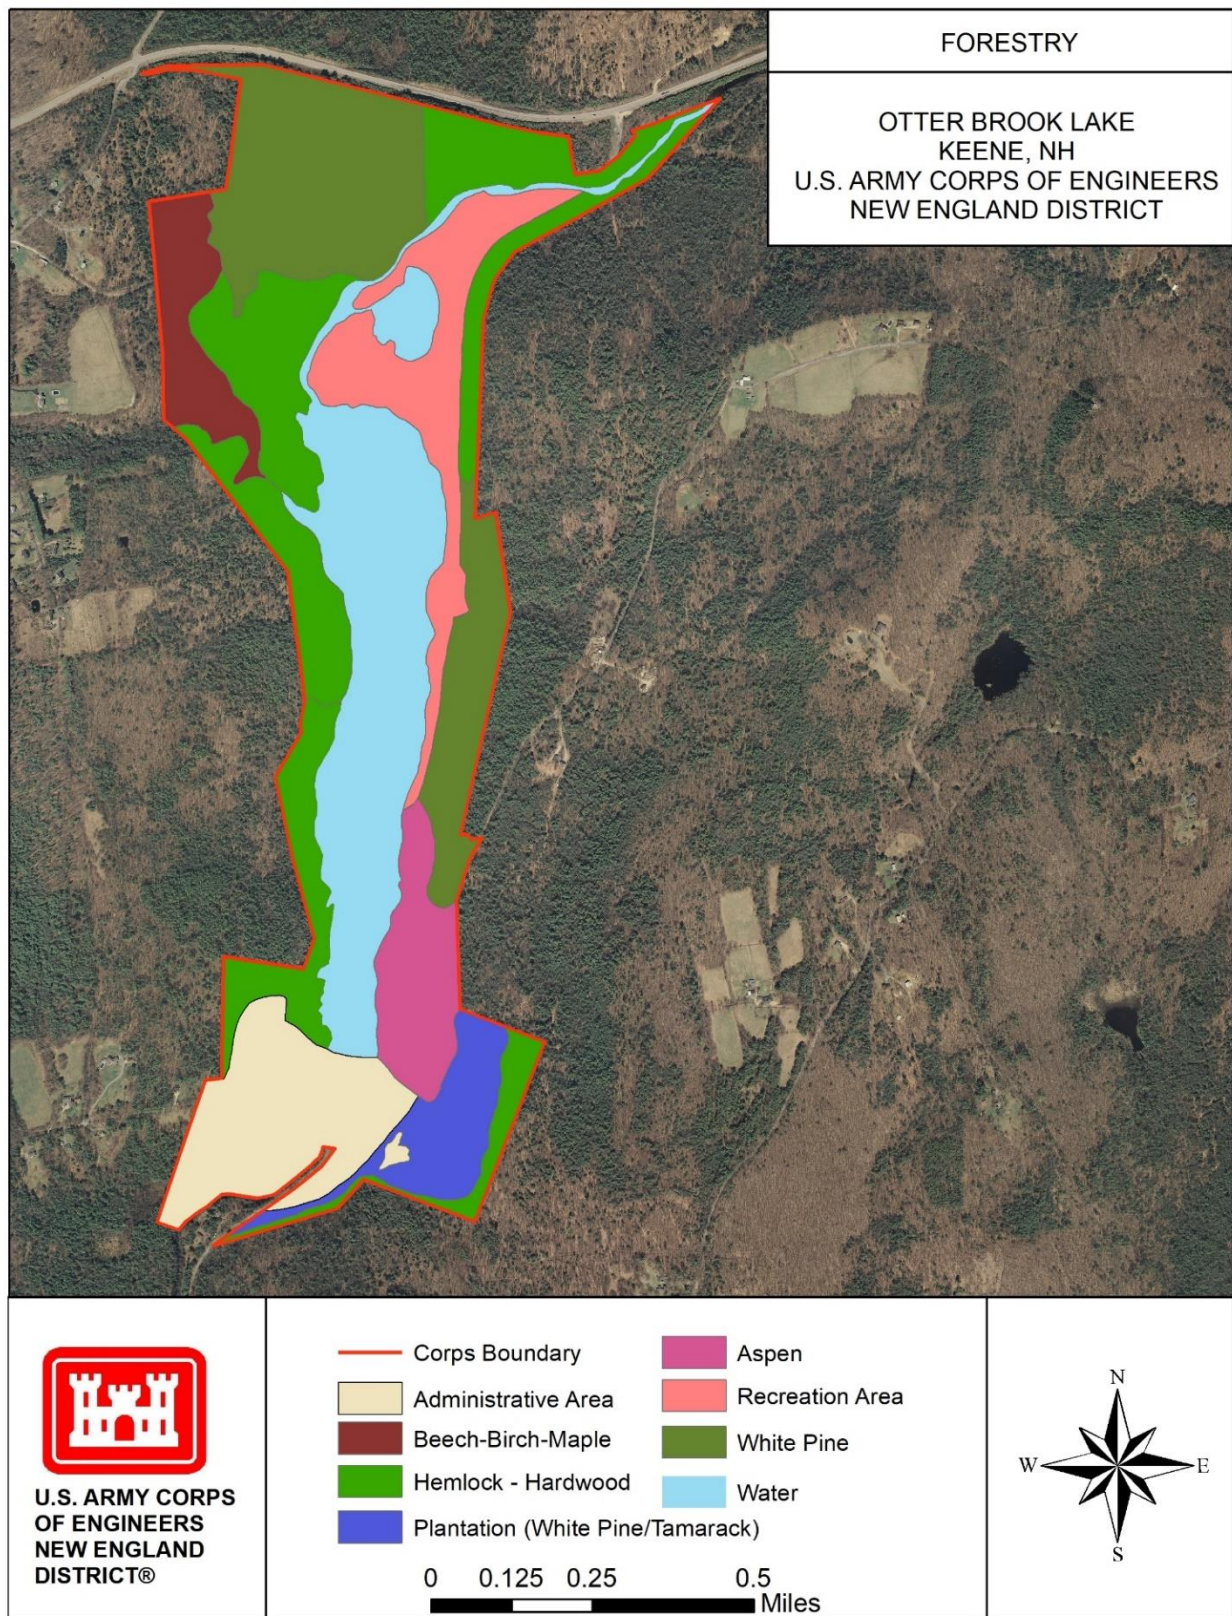 FORESTRY
OTTER BROOK LAKE
KEENE, NH
U.S. ARMY CORPS OF ENGINEERS
NEW ENGLAND DISTRICT
U.S. ARMY CORPS
OF ENGINEERS
NEW ENGLAND
DISTRICT®
Corps Boundary
Administrative Area
Beech-Birch-Maple
Hemlock - Hardwood
Plantation (White Pine/Tamarack)
Aspen
Recreation Area
White Pine
Water
0 0.125 0.25 0.5
Miles
N
W E
S